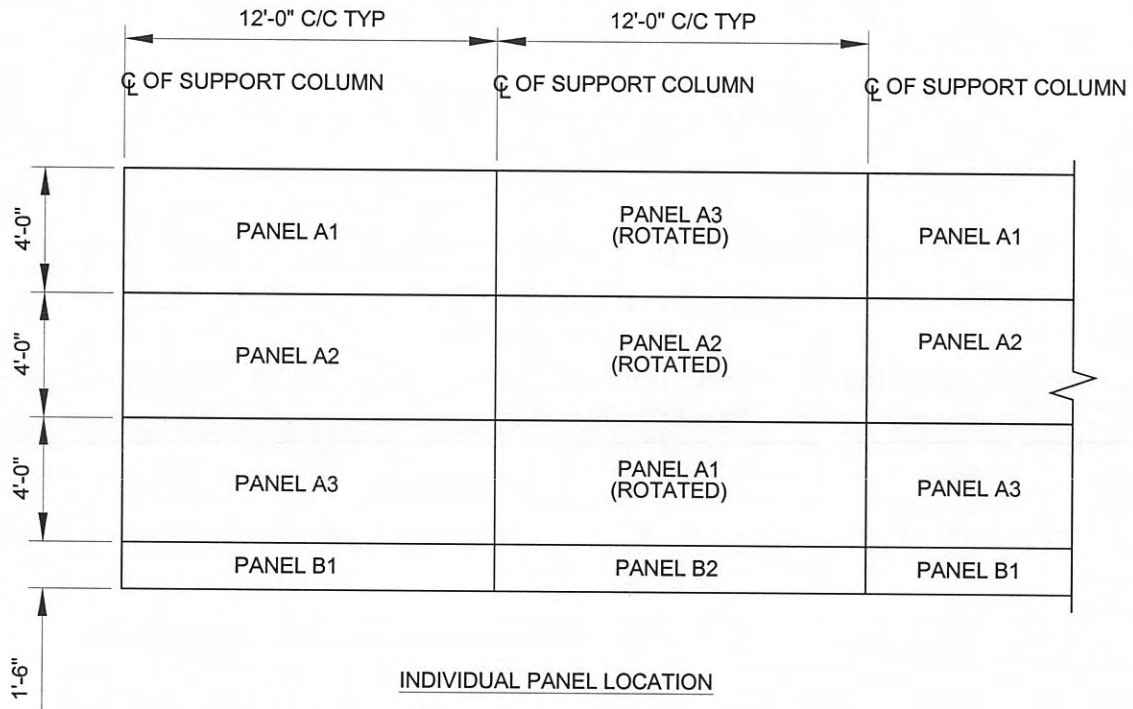 12'-0" C/C TYP
12'-0" C/C TYP
℄ OF SUPPORT COLUMN
℄ OF SUPPORT COLUMN
℄ OF SUPPORT COLUMN
4'-0"
PANEL A1
PANEL A3
(ROTATED)
PANEL A1
4'-0"
PANEL A2
PANEL A2
(ROTATED)
PANEL A2
4'-0"
PANEL A3
PANEL A1
(ROTATED)
PANEL A3
PANEL B1
PANEL B2
PANEL B1
1'-6"
INDIVIDUAL PANEL LOCATION